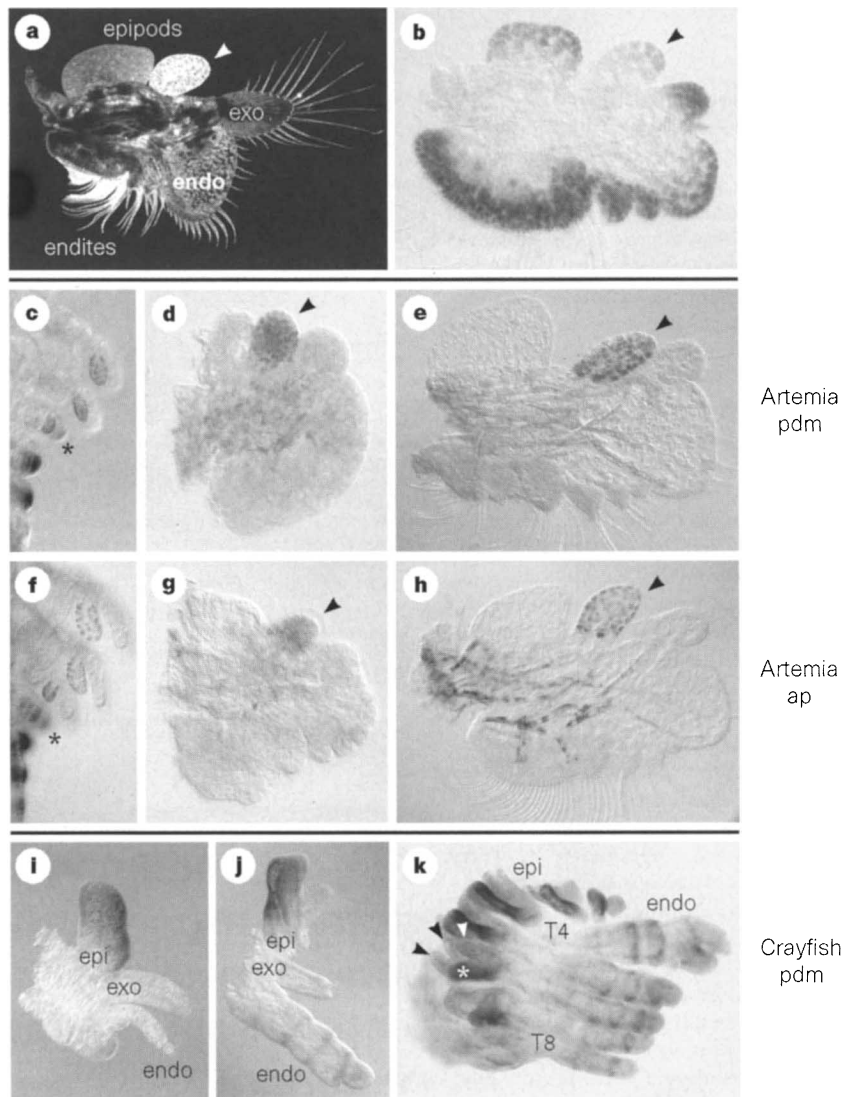 a
epipods
exo
endo
endites
b
c
*
d
e
Artemia
pdm
f
*
g
h
Artemia
ap
i
epi
exo
endo
j
epi
exo
endo
k
epi
endo
T4
*
T8
Crayfish
pdm